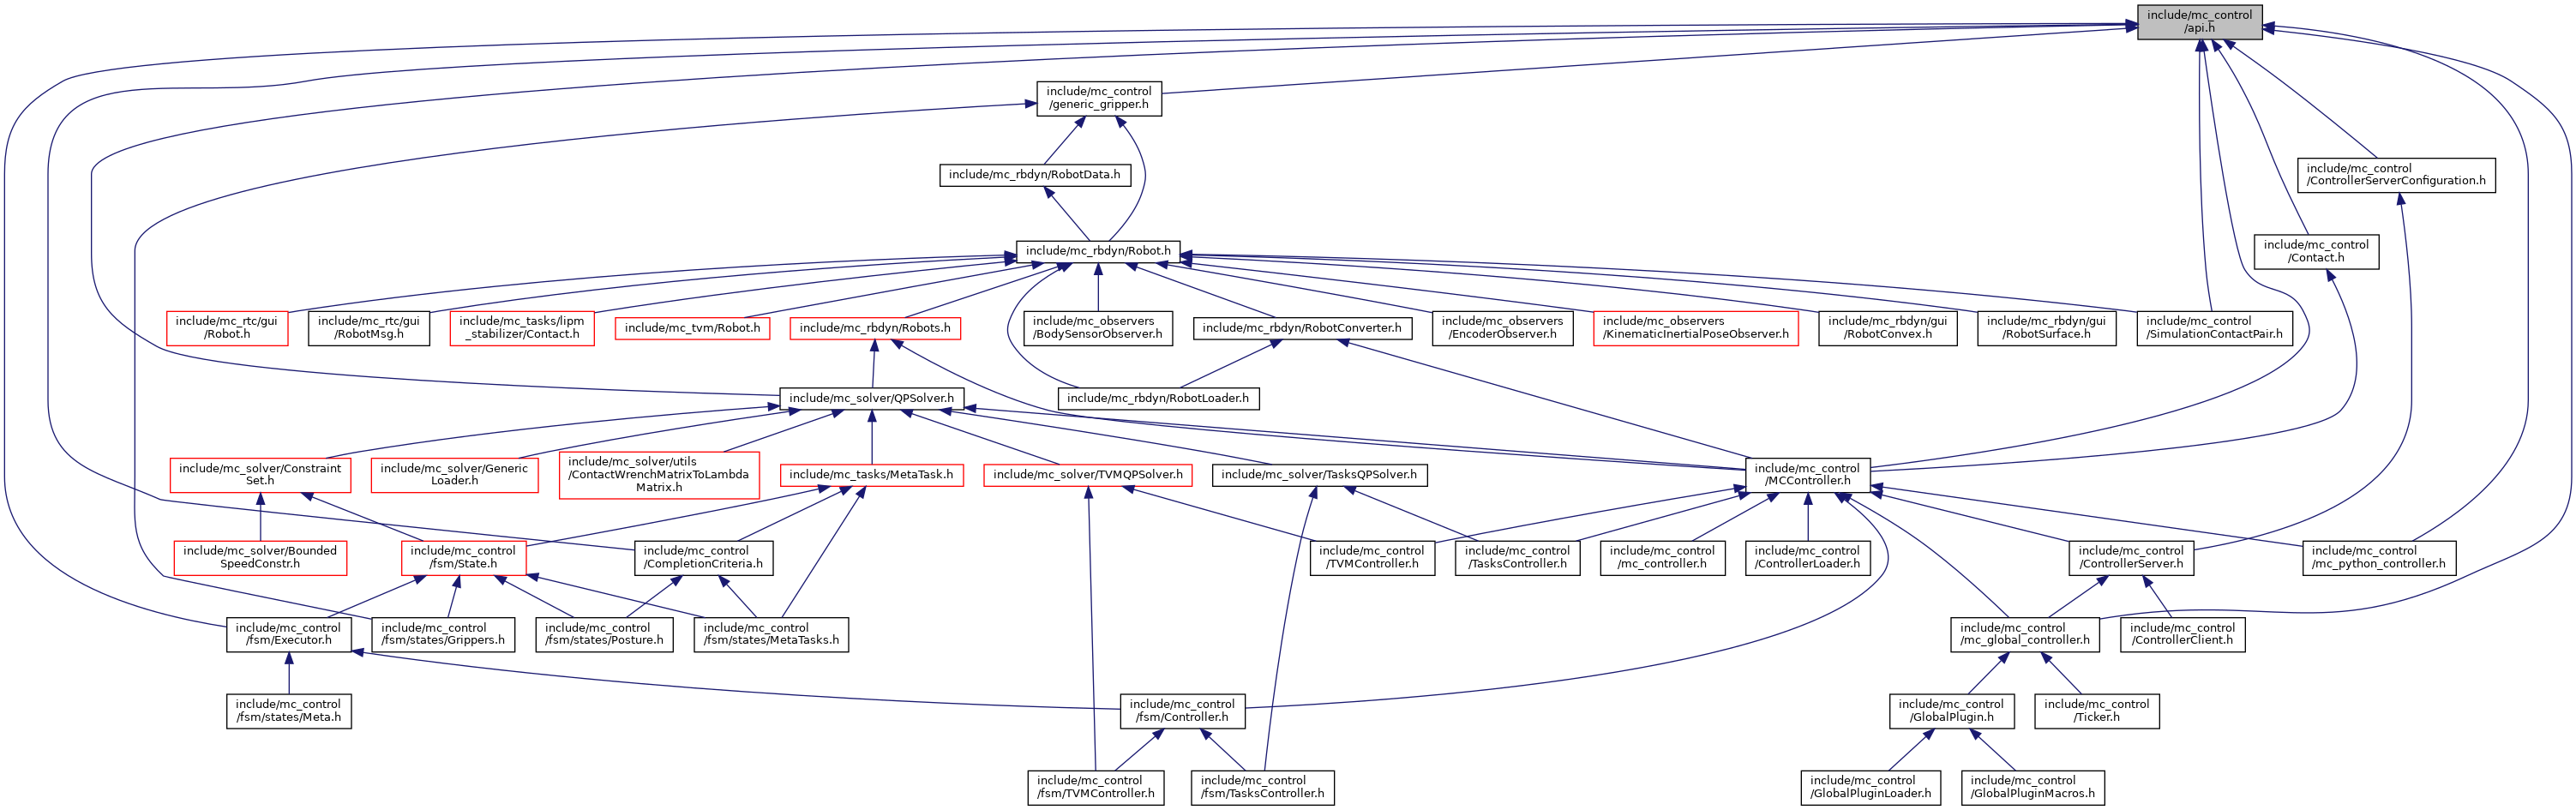 include/mc_control
/api.h
include/mc_control
/generic_gripper.h
include/mc_rbdyn/RobotData.h
include/mc_control
/ControllerServerConfiguration.h
include/mc_rbdyn/Robot.h
include/mc_control
/Contact.h
include/mc_rtc/gui
/Robot.h
include/mc_rtc/gui
/RobotMsg.h
include/mc_tasks/lipm
_stabilizer/Contact.h
include/mc_tvm/Robot.h
include/mc_rbdyn/Robots.h
include/mc_observers
/BodySensorObserver.h
include/mc_rbdyn/RobotConverter.h
include/mc_observers
/EncoderObserver.h
include/mc_observers
/KinematicInertialPoseObserver.h
include/mc_rbdyn/gui
/RobotConvex.h
include/mc_rbdyn/gui
/RobotSurface.h
include/mc_control
/SimulationContactPair.h
include/mc_solver/QPSolver.h
include/mc_rbdyn/RobotLoader.h
include/mc_solver/Constraint
Set.h
include/mc_solver/Generic
Loader.h
include/mc_solver/utils
/ContactWrenchMatrixToLambda
Matrix.h
include/mc_tasks/MetaTask.h
include/mc_solver/TVMQPSolver.h
include/mc_solver/TasksQPSolver.h
include/mc_control
/MCController.h
include/mc_solver/Bounded
SpeedConstr.h
include/mc_control
/fsm/State.h
include/mc_control
/CompletionCriteria.h
include/mc_control
/TVMController.h
include/mc_control
/TasksController.h
include/mc_control
/mc_controller.h
include/mc_control
/ControllerLoader.h
include/mc_control
/ControllerServer.h
include/mc_control
/mc_python_controller.h
include/mc_control
/fsm/Executor.h
include/mc_control
/fsm/states/Grippers.h
include/mc_control
/fsm/states/Posture.h
include/mc_control
/fsm/states/MetaTasks.h
include/mc_control
/mc_global_controller.h
include/mc_control
/ControllerClient.h
include/mc_control
/fsm/states/Meta.h
include/mc_control
/fsm/Controller.h
include/mc_control
/GlobalPlugin.h
include/mc_control
/Ticker.h
include/mc_control
/fsm/TVMController.h
include/mc_control
/fsm/TasksController.h
include/mc_control
/GlobalPluginLoader.h
include/mc_control
/GlobalPluginMacros.h